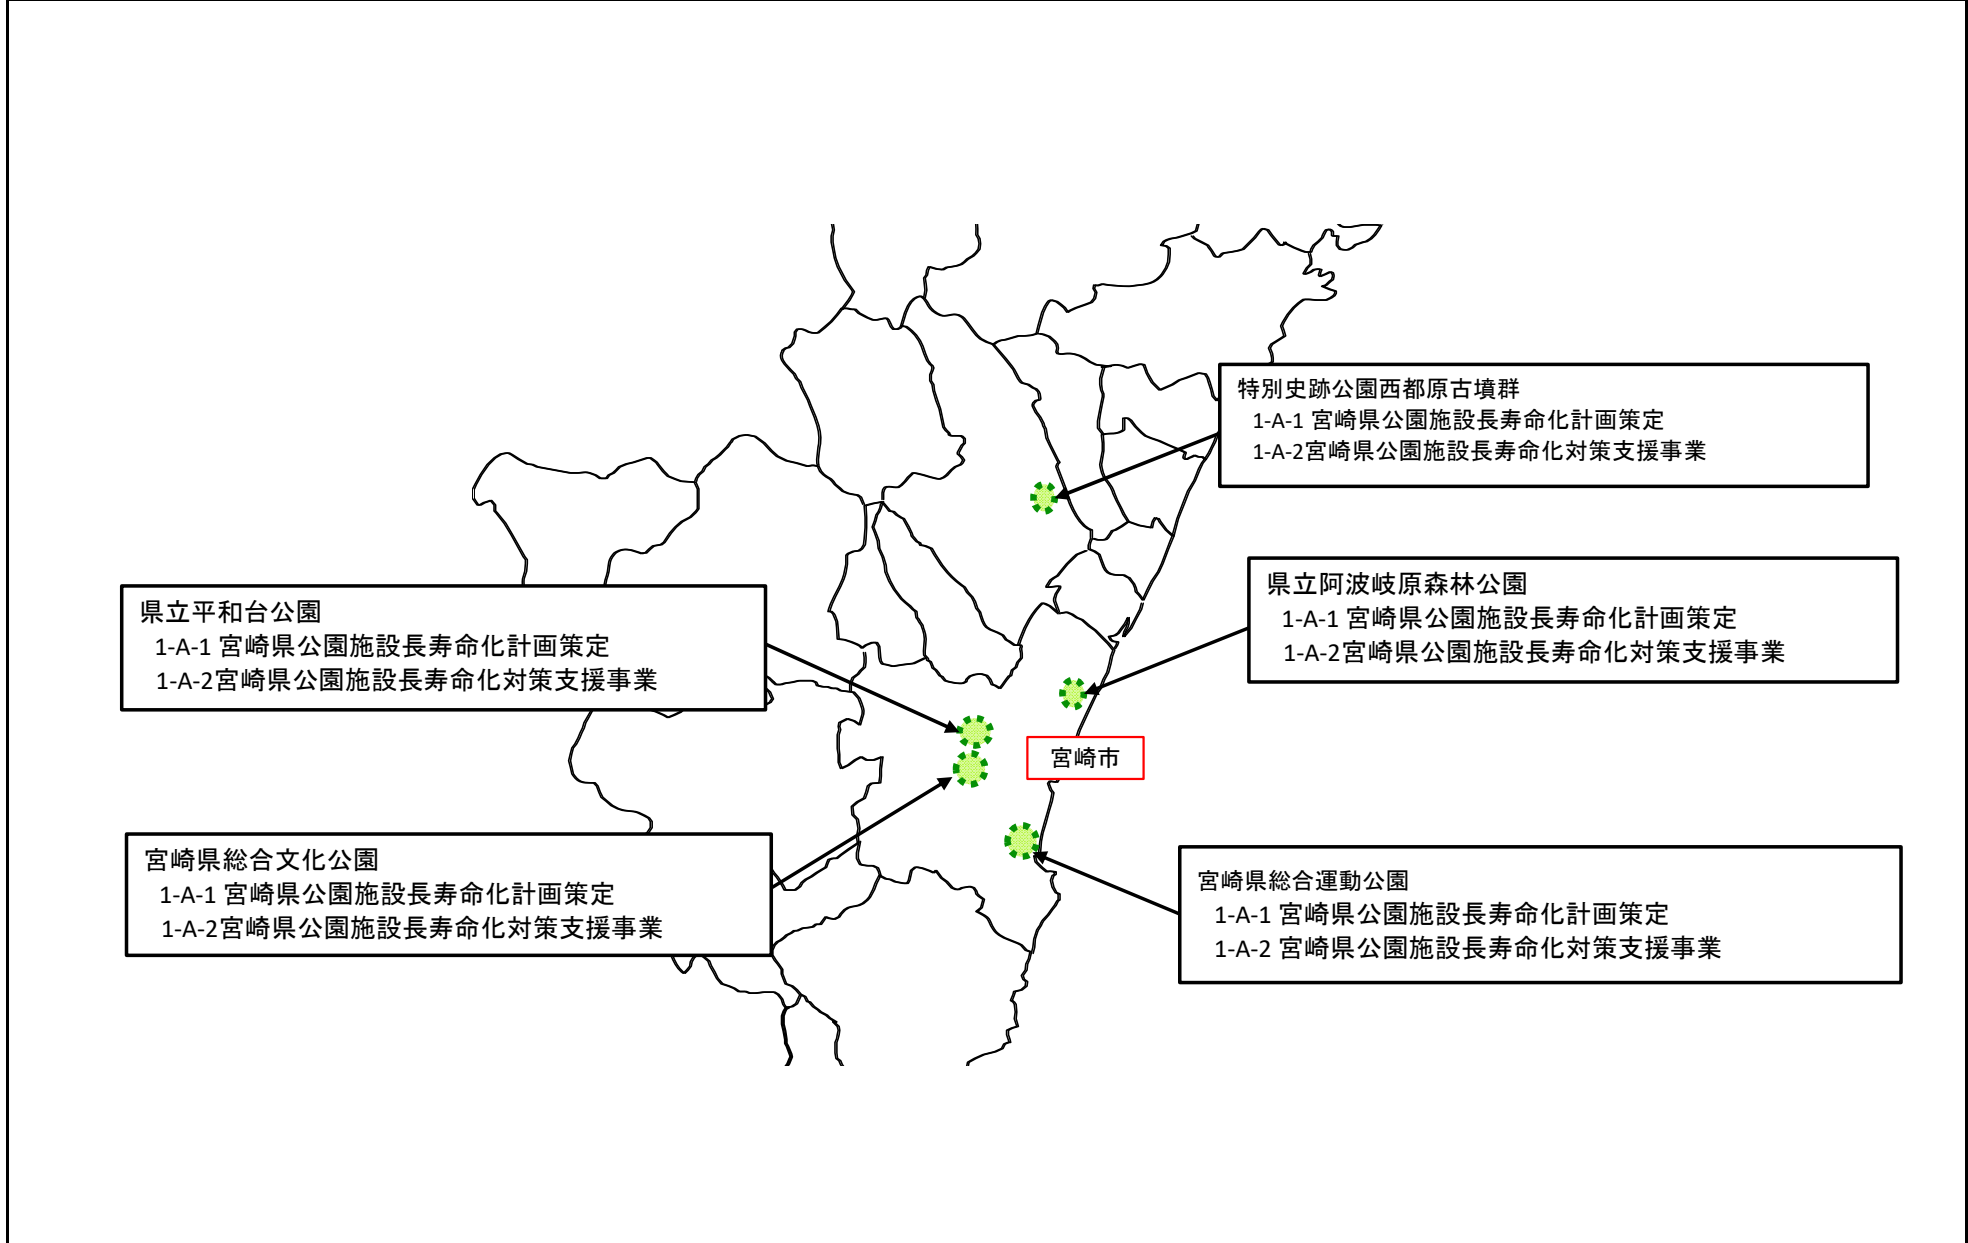 特別史跡公園西都原古墳群
1-A-1 宮崎県公園施設長寿命化計画策定
1-A-2宮崎県公園施設長寿命化対策支援事業
県立阿波岐原森林公園
1-A-1 宮崎県公園施設長寿命化計画策定
1-A-2宮崎県公園施設長寿命化対策支援事業
県立平和台公園
1-A-1 宮崎県公園施設長寿命化計画策定
1-A-2宮崎県公園施設長寿命化対策支援事業
宮崎市
宮崎県総合文化公園
1-A-1 宮崎県公園施設長寿命化計画策定
1-A-2宮崎県公園施設長寿命化対策支援事業
宮崎県総合運動公園
1-A-1 宮崎県公園施設長寿命化計画策定
1-A-2 宮崎県公園施設長寿命化対策支援事業